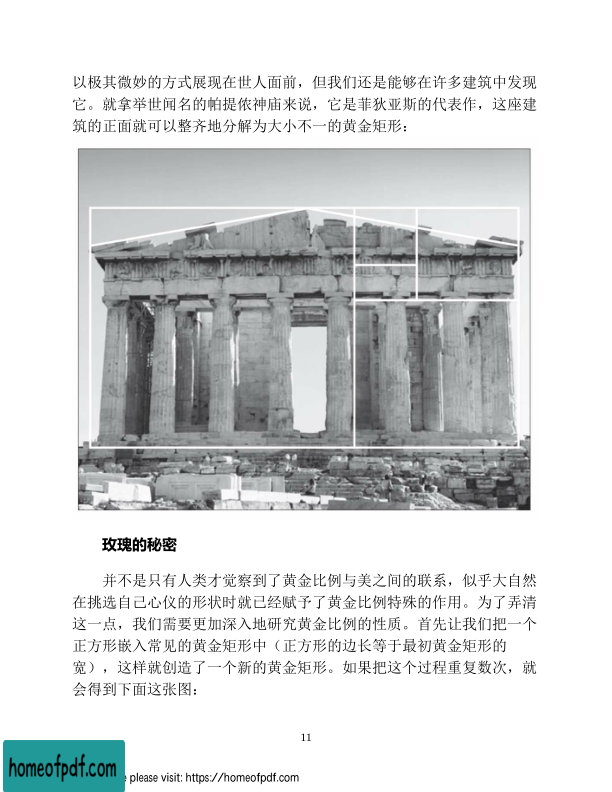 以极其微妙的方式展现在世人面前，但我们还是能够在许多建筑中发现
它。就拿举世闻名的帕提侬神庙来说，它是菲狄亚斯的代表作，这座建
筑的正面就可以整齐地分解为大小不一的黄金矩形：
玫瑰的秘密
并不是只有人类才觉察到了黄金比例与美之间的联系，似乎大自然
在挑选自己心仪的形状时就已经赋予了黄金比例特殊的作用。为了弄清
这一点，我们需要更加深入地研究黄金比例的性质。首先让我们把一个
正方形嵌入常见的黄金矩形中（正方形的边长等于最初黄金矩形的
宽），这样就创造了一个新的黄金矩形。如果把这个过程重复数次，就
会得到下面这张图：
11
homeofpdf.com
please visit: https://homeofpdf.com